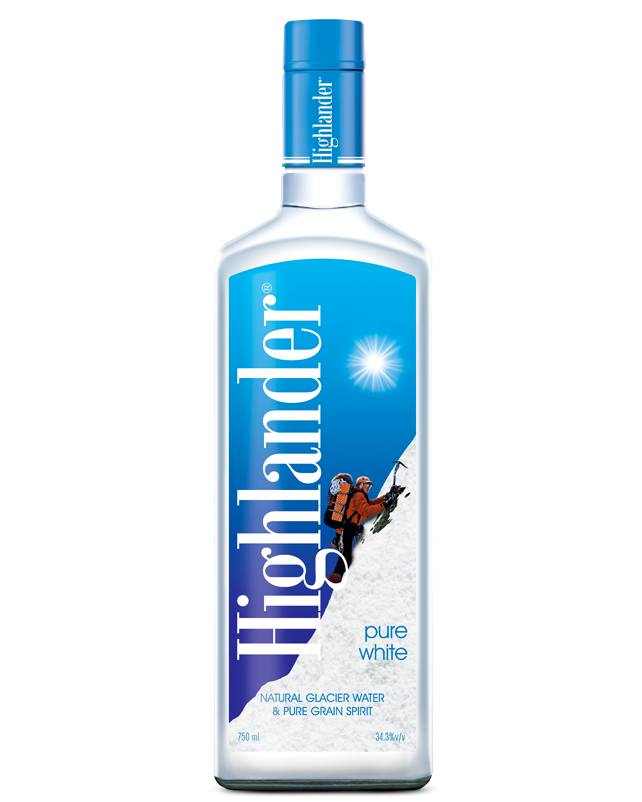 Highlander
Highlander®
pure
white
NATURAL GLACIER WATER
& PURE GRAIN SPIRIT
750 ml
34.3%v/v